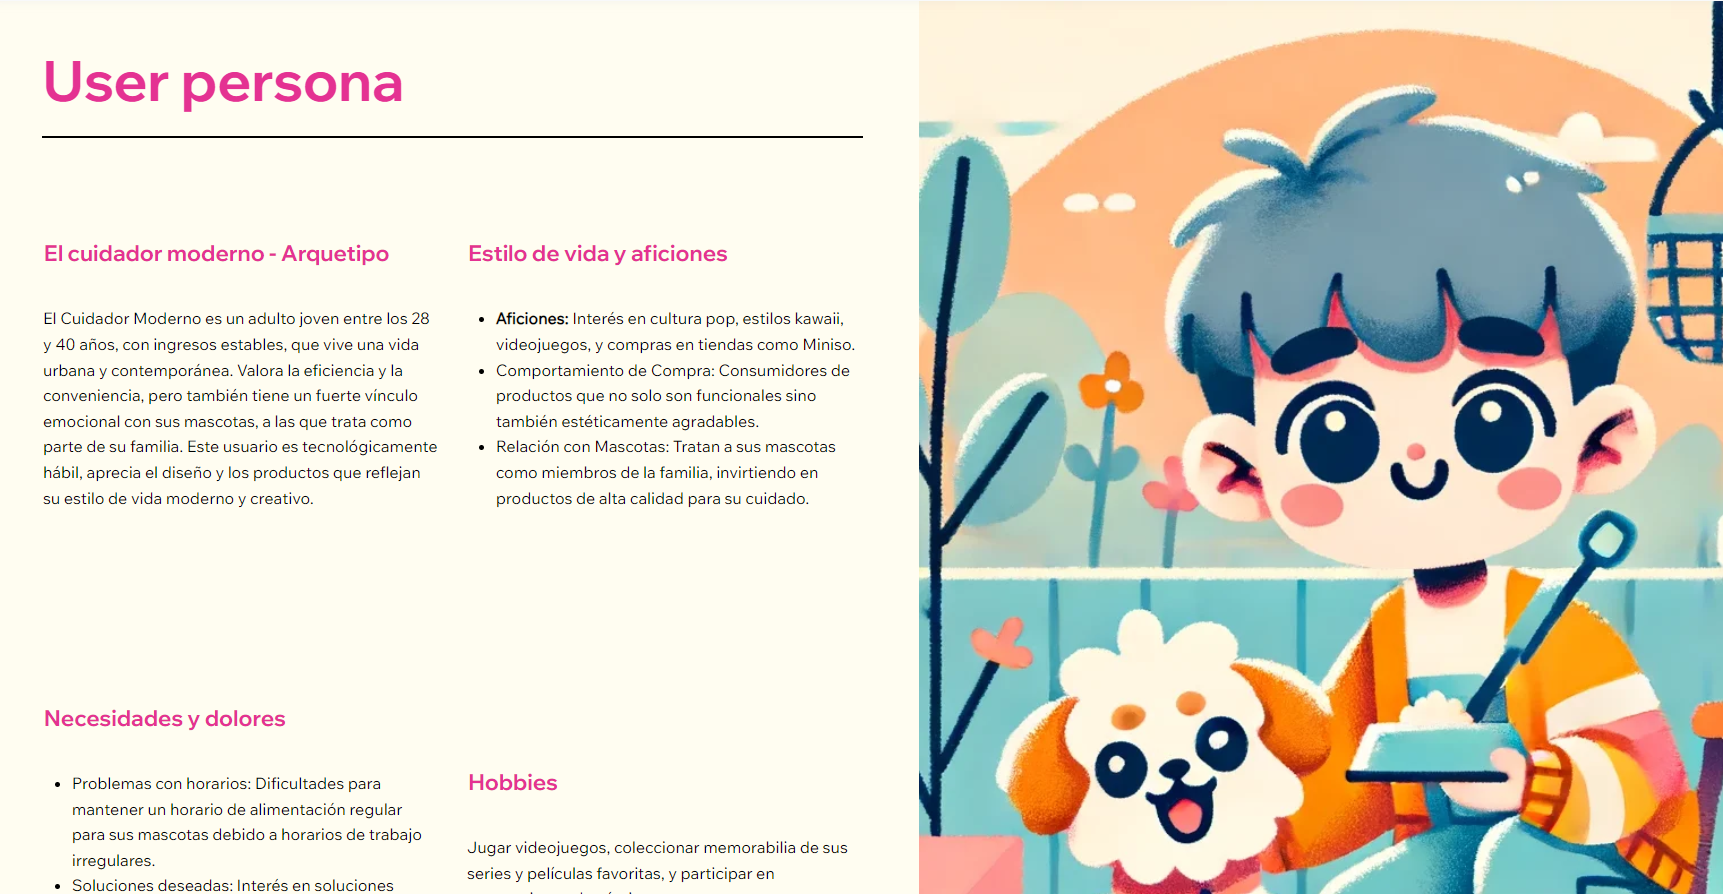 User persona
El cuidador moderno - Arquetipo
El Cuidador Moderno es un adulto joven entre los 28
y 40 años, con ingresos estables, que vive una vida
urbana y contemporánea. Valora la eficiencia y la
conveniencia, pero también tiene un fuerte vínculo
emocional con sus mascotas, a las que trata como
parte de su familia. Este usuario es tecnológicamente
hábil, aprecia el diseño y los productos que reflejan
su estilo de vida moderno y creativo.
Estilo de vida y aficiones
• Aficiones: Interés en cultura pop, estilos kawaii,
videojuegos, y compras en tiendas como Miniso.
• Comportamiento de Compra: Consumidores de
productos que no solo son funcionales sino
también estéticamente agradables.
• Relación con Mascotas: Tratan a sus mascotas
como miembros de la familia, invirtiendo en
productos de alta calidad para su cuidado.
Necesidades y dolores
• Problemas con horarios: Dificultades para
mantener un horario de alimentación regular
para sus mascotas debido a horarios de trabajo
irregulares.
• Soluciones deseadas: Interés en soluciones
Hobbies
Jugar videojuegos, coleccionar memorabilia de sus
series y películas favoritas, y participar en